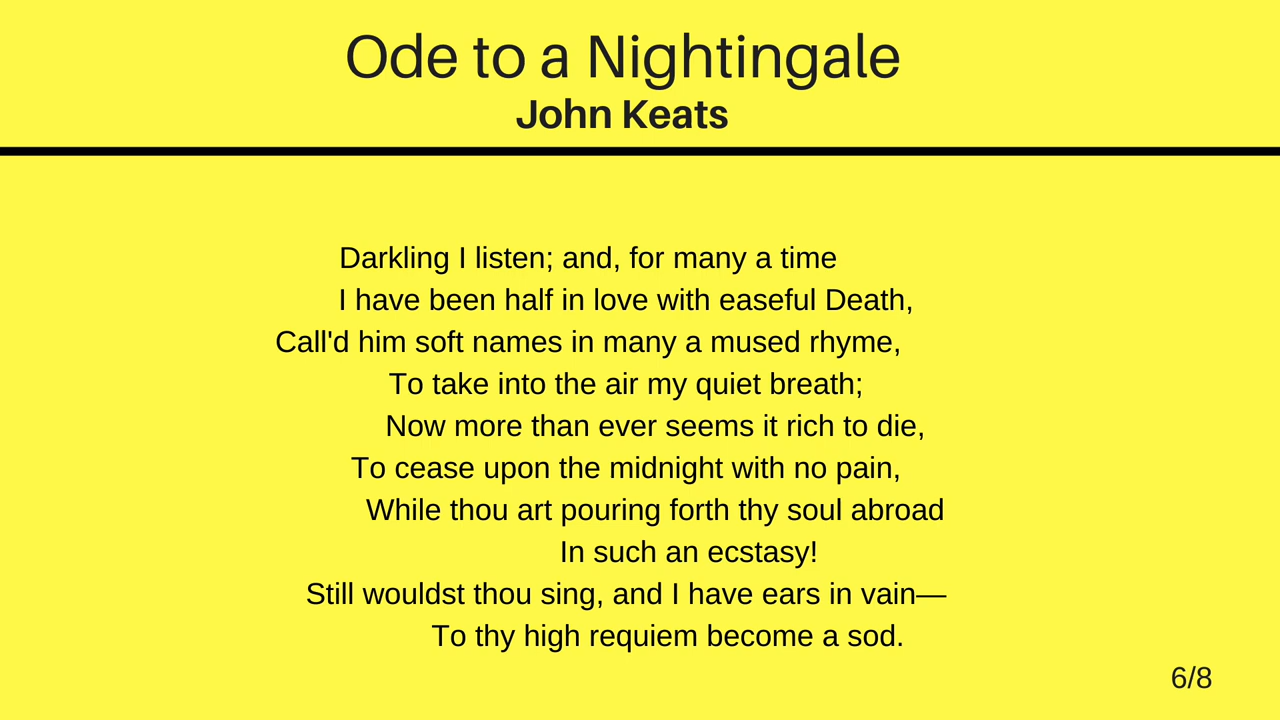 Ode to a Nightingale
John Keats
Darkling I listen; and, for many a time
I have been half in love with easeful Death,
Call'd him soft names in many a mused rhyme,
To take into the air my quiet breath;
Now more than ever seems it rich to die,
To cease upon the midnight with no pain,
While thou art pouring forth thy soul abroad
In such an ecstasy!
Still wouldst thou sing, and I have ears in vain—
To thy high requiem become a sod.
6/8